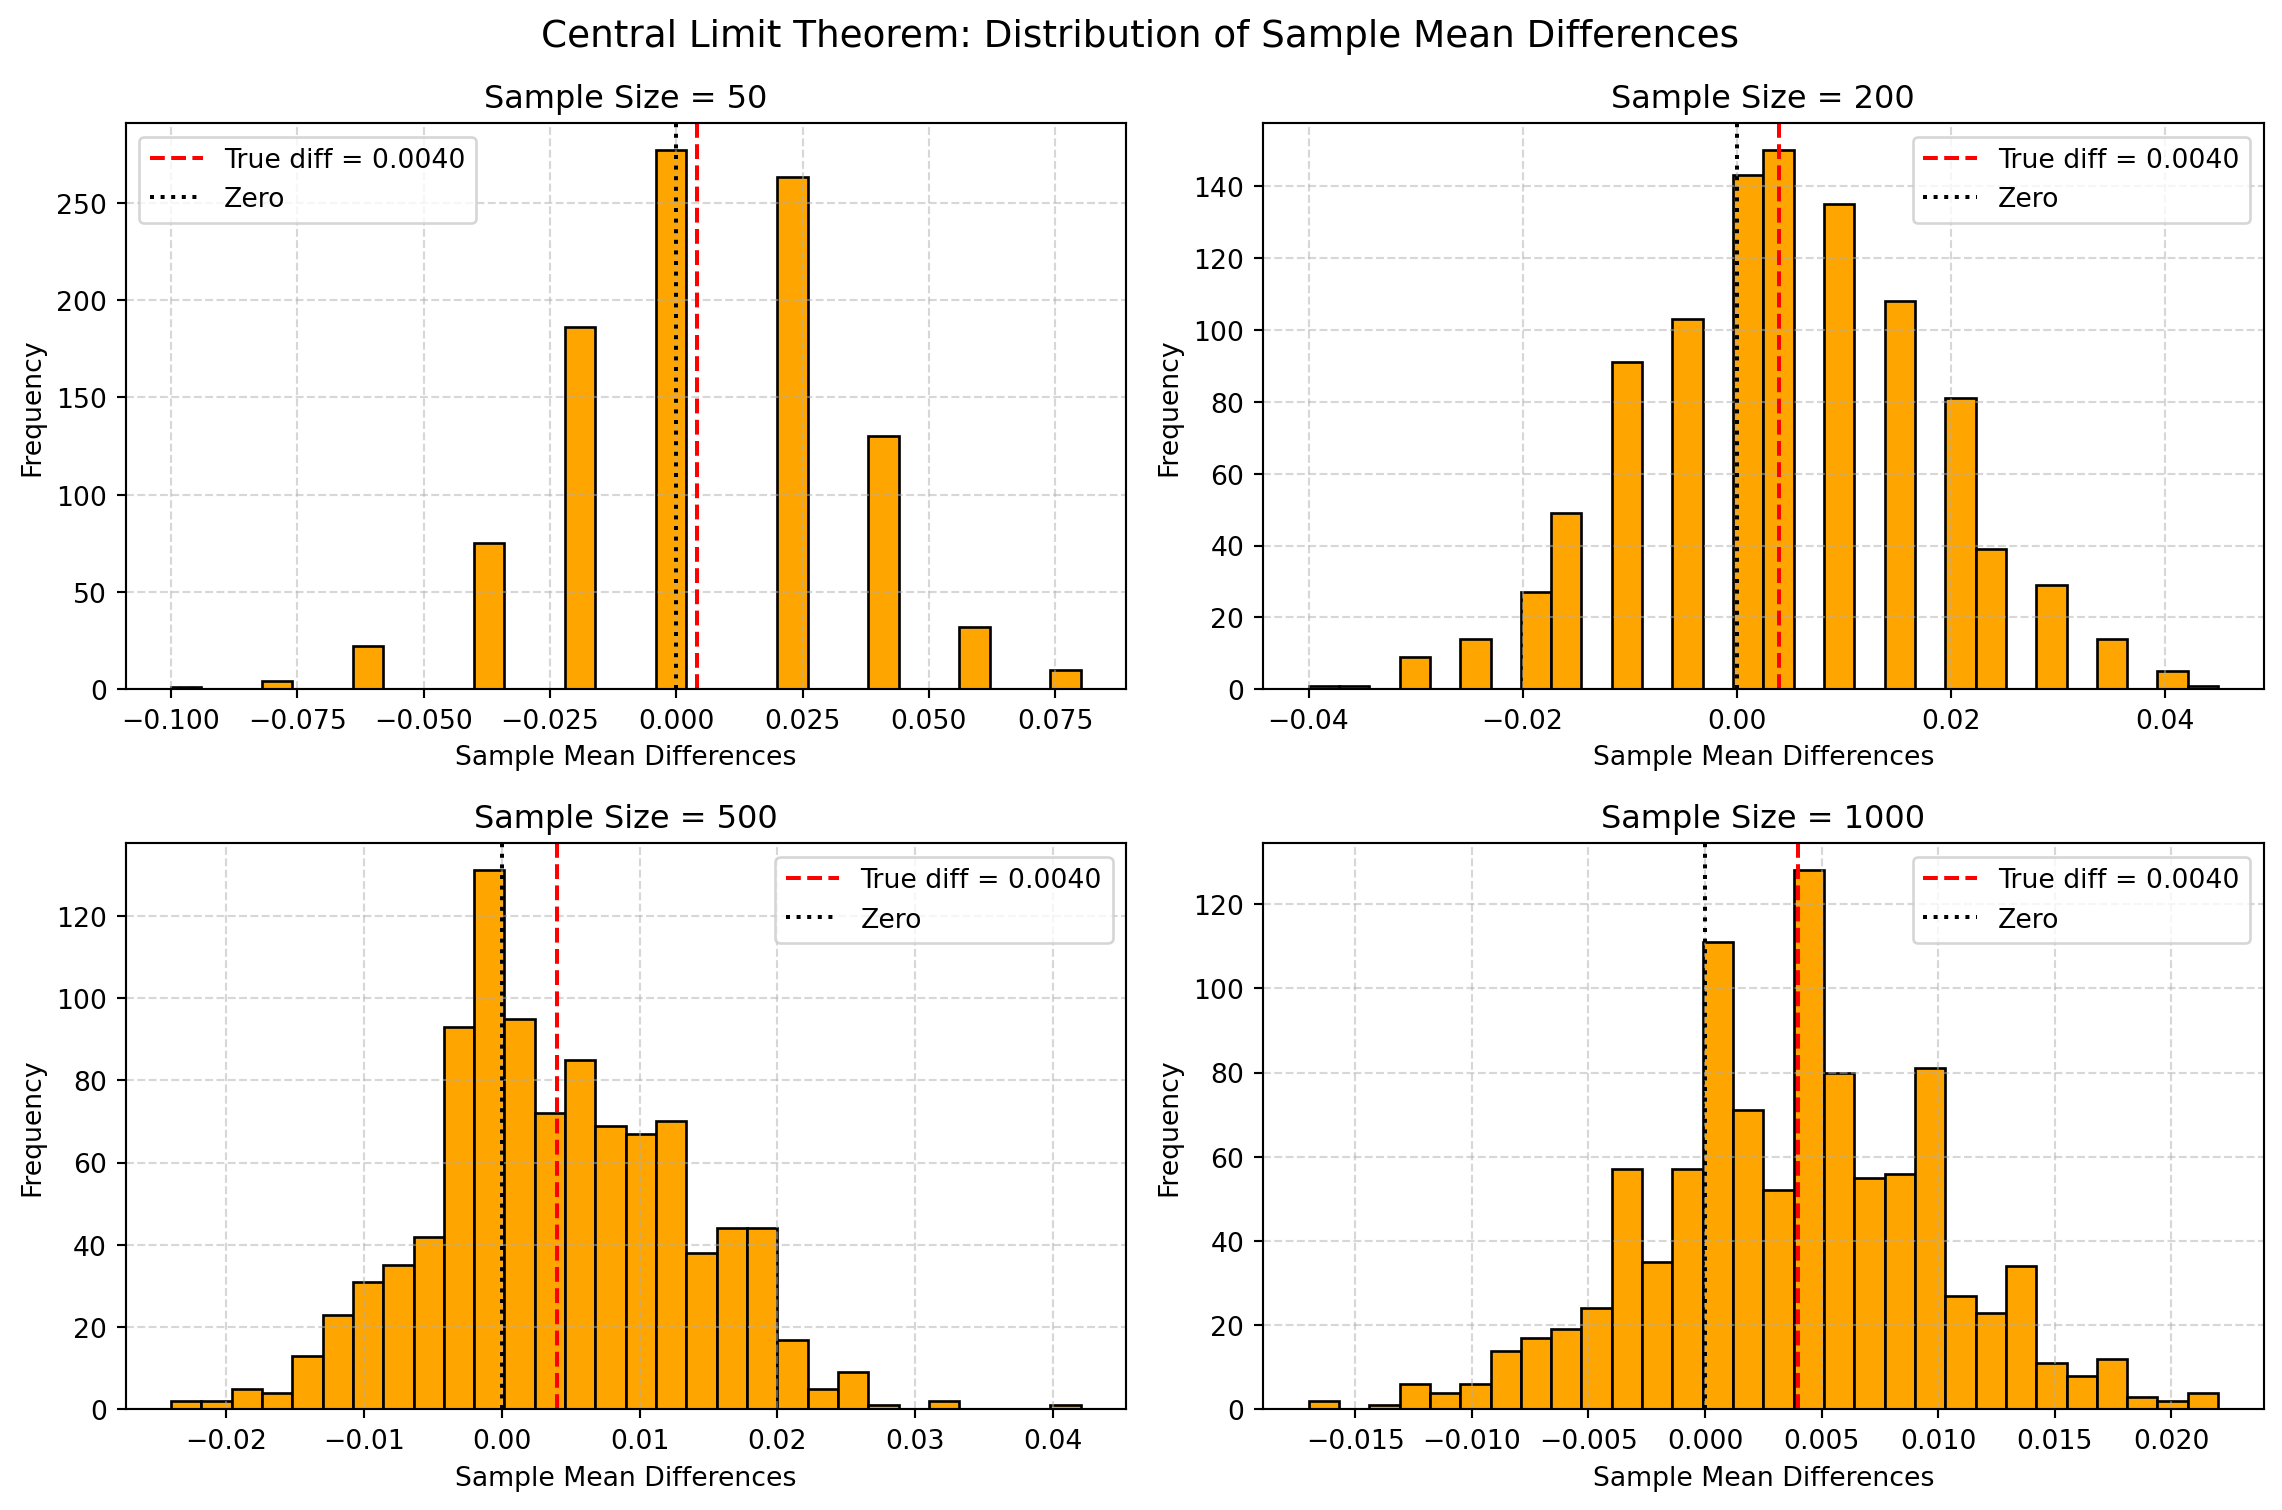 Central Limit Theorem: Distribution of Sample Mean Differences
Sample Size = 50
True diff = 0.0040
Zero
Frequency
250
200
150
100
50
0
−0.100 −0.075 −0.050 −0.025 0.000 0.025 0.050 0.075
Sample Mean Differences
Sample Size = 200
True diff = 0.0040
Zero
Frequency
140
120
100
80
60
40
20
0
−0.04 −0.02 0.00 0.02 0.04
Sample Mean Differences
Sample Size = 500
True diff = 0.0040
Zero
Frequency
120
100
80
60
40
20
0
−0.02 −0.01 0.00 0.01 0.02 0.03 0.04
Sample Mean Differences
Sample Size = 1000
True diff = 0.0040
Zero
Frequency
120
100
80
60
40
20
0
−0.015 −0.010 −0.005 0.000 0.005 0.010 0.015 0.020
Sample Mean Differences